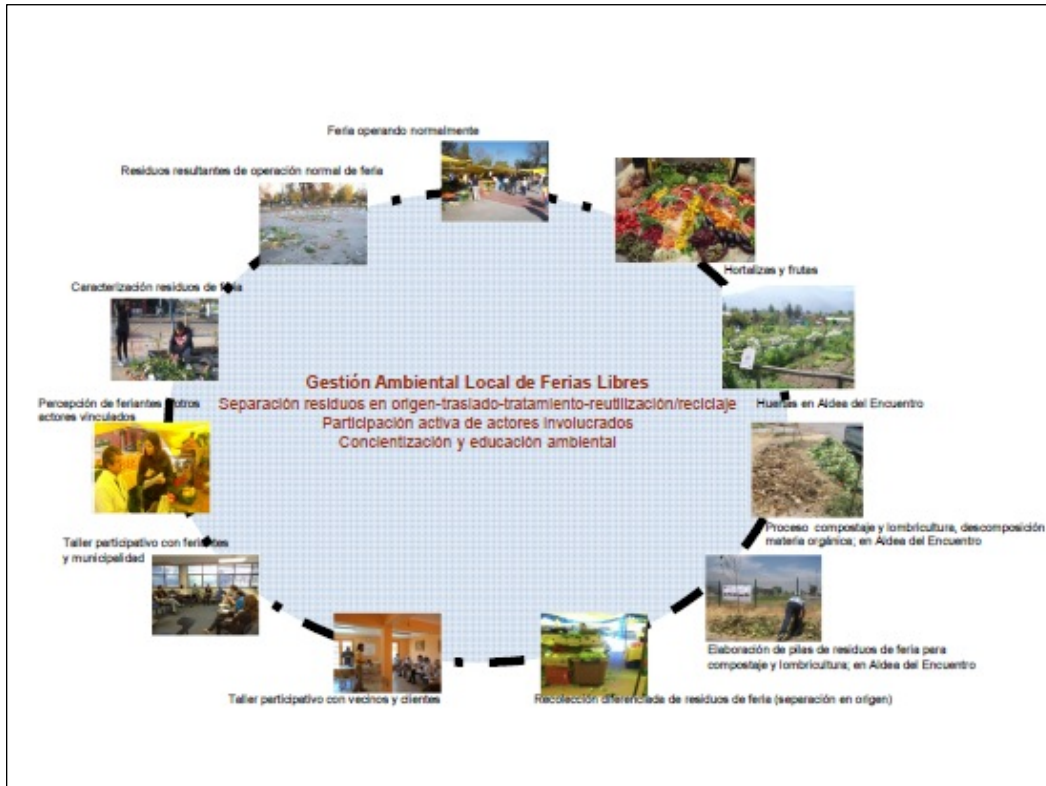 Feria operando normalmente
Residuos resultantes de operación normal de feria
Hortalizas y frutas
Caracterización residuos de feria
Gestión Ambiental Local de Ferias Libres
Separación residuos en origen-traslado-tratamiento-reutilización/reciclaje
Participación activa de actores involucrados
Concientización y educación ambiental
Percepción de feriantes y otros
actores vinculados
Huertas en Aldea del Encuentro
Proceso compostaje y lombricultura, descomposición
materia orgánica; en Aldea del Encuentro
Taller participativo con feriantes
y municipalidad
Elaboración de pilas de residuos de feria para
compostaje y lombricultura; en Aldea del Encuentro
Taller participativo con vecinos y clientes
Recolección diferenciada de residuos de feria (separación en origen)